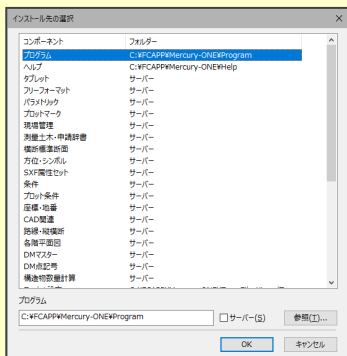 インストール先の選択
コンポーネント フォルダー
プログラム C:¥FCAPP¥Mercury-ONE¥Program
ヘルプ C:¥FCAPP¥Mercury-ONE¥Help
タブレット サーバー
フリーフォーマット サーバー
パラメトリック サーバー
プロットマーク サーバー
現場管理 サーバー
測量土木・申請辞書 サーバー
横断標準断面 サーバー
方位・シンボル サーバー
SXF属性セット サーバー
条件 サーバー
プロット条件 サーバー
座標・地番 サーバー
CAD関連 サーバー
路線・縦横断 サーバー
各階平面図 サーバー
DMマスター サーバー
DM点記号 サーバー
構造物数量計算 サーバー
プログラム
C:¥FCAPP¥Mercury-ONE¥Program サーバー(S) 参照(T)...
OK キャンセル